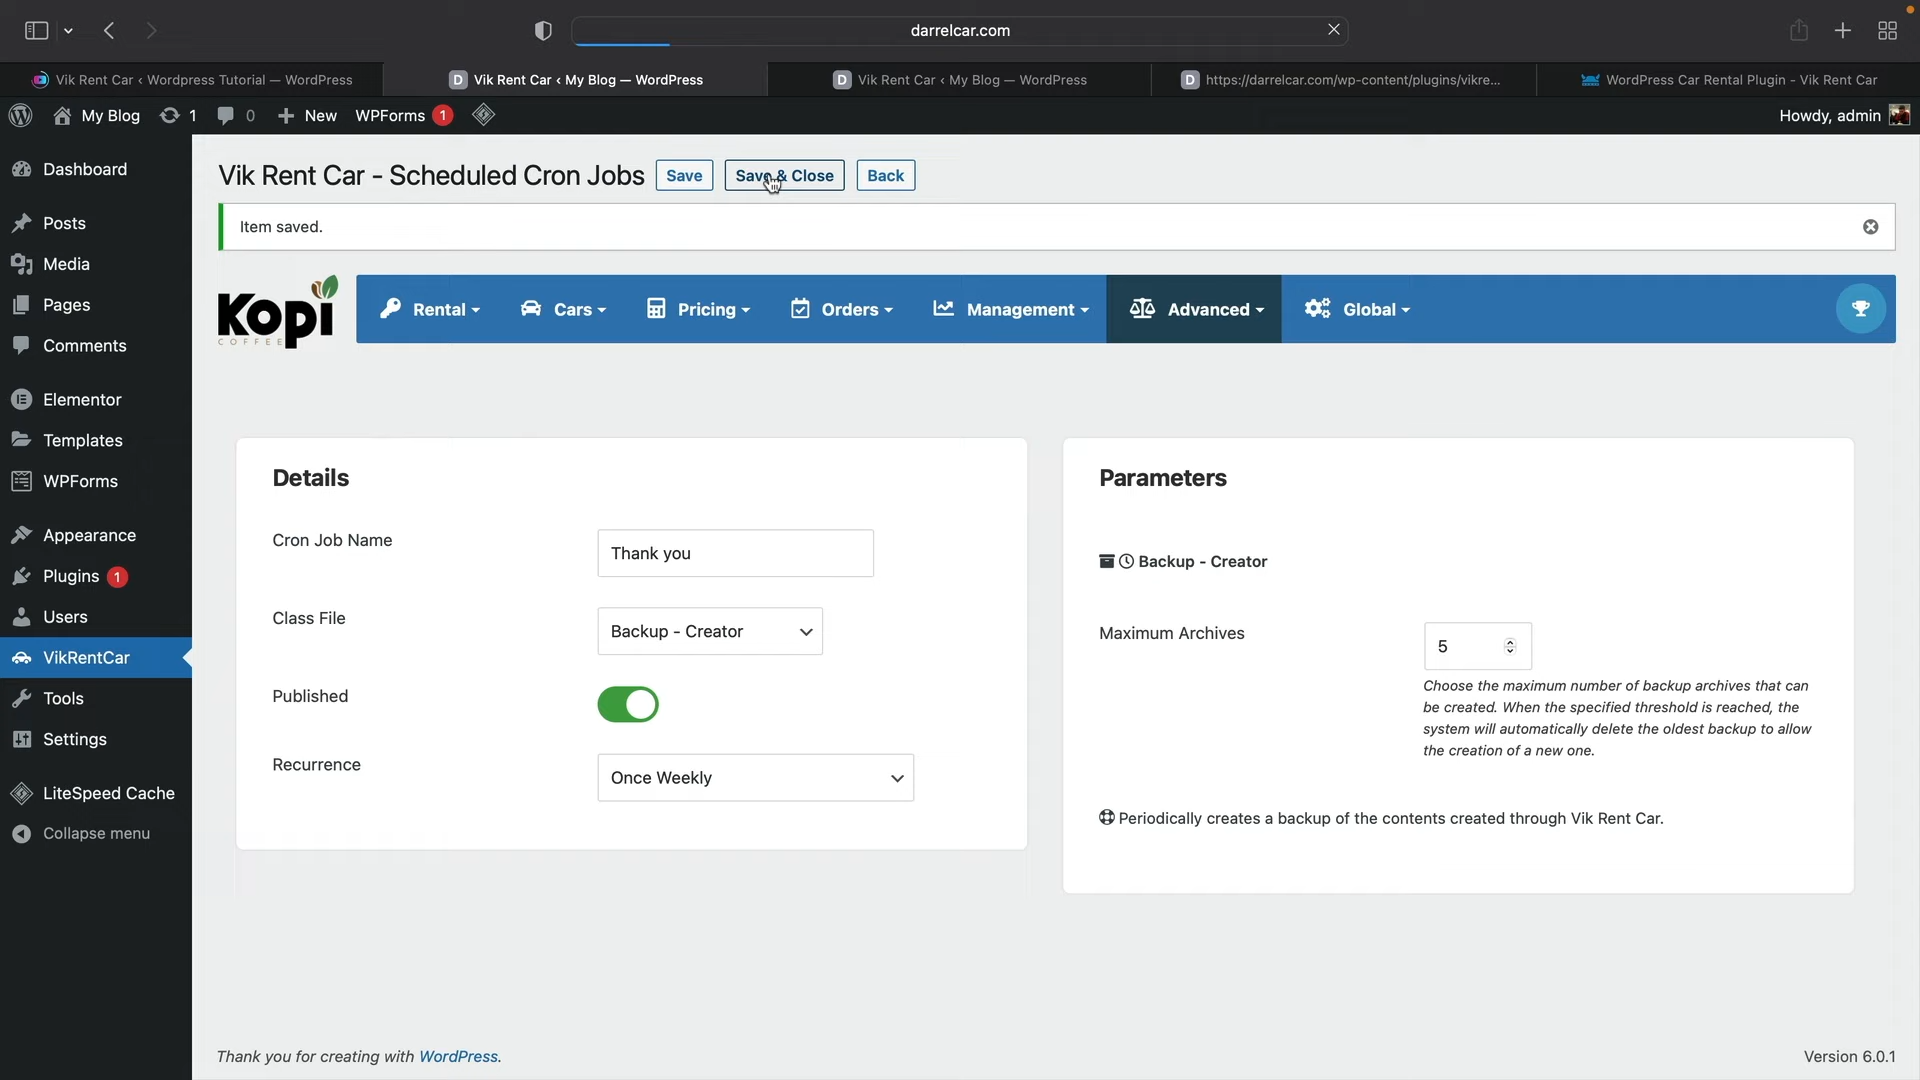 darrelcar.com
Vik Rent Car ‹ Wordpress Tutorial — WordPress
D Vik Rent Car ‹ My Blog — WordPress
D Vik Rent Car ‹ My Blog — WordPress
D https://darrelcar.com/wp-content/plugins/vikre...
WordPress Car Rental Plugin - Vik Rent Car
My Blog 1 0 New WPForms 1
Howdy, admin
Dashboard
Posts
Media
Pages
Comments
Elementor
Templates
WPForms
Appearance
Plugins 1
Users
VikRentCar
Tools
Settings
LiteSpeed Cache
Collapse menu
Vik Rent Car - Scheduled Cron Jobs Save Save & Close Back
Item saved.
Kopi
COFFEE
Rental Cars Pricing Orders Management Advanced Global
Details
Cron Job Name
Thank you
Class File
Backup - Creator
Published
Recurrence
Once Weekly
Parameters
Backup - Creator
Maximum Archives
5
Choose the maximum number of backup archives that can
be created. When the specified threshold is reached, the
system will automatically delete the oldest backup to allow
the creation of a new one.
Periodically creates a backup of the contents created through Vik Rent Car.
Thank you for creating with WordPress.
Version 6.0.1